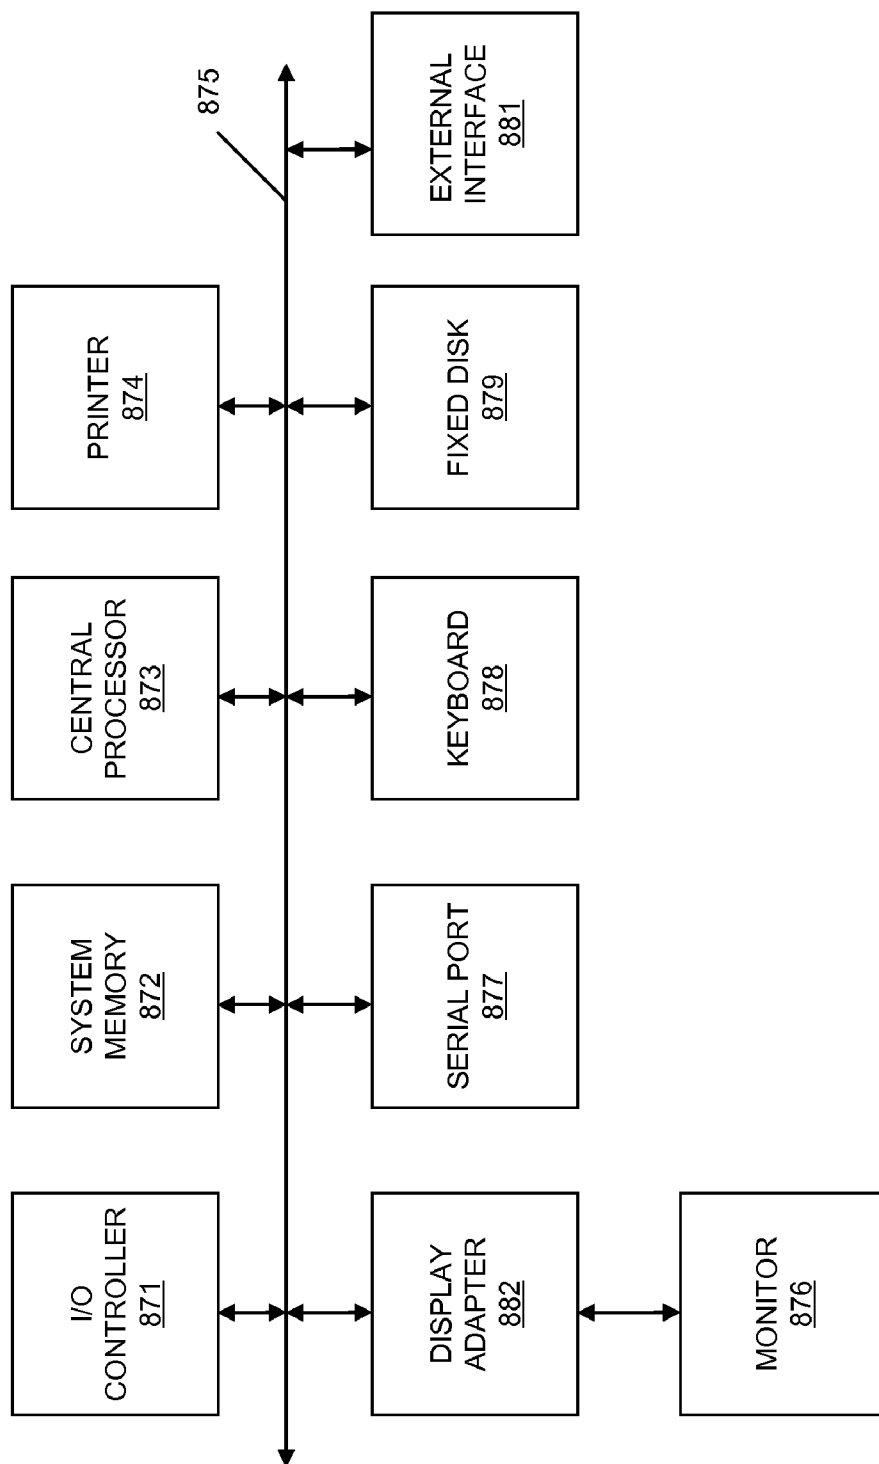 I/O
CONTROLLER
871
SYSTEM
MEMORY
872
CENTRAL
PROCESSOR
873
PRINTER
874
875
DISPLAY
ADAPTER
882
SERIAL PORT
877
KEYBOARD
878
FIXED DISK
879
EXTERNAL
INTERFACE
881
MONITOR
876